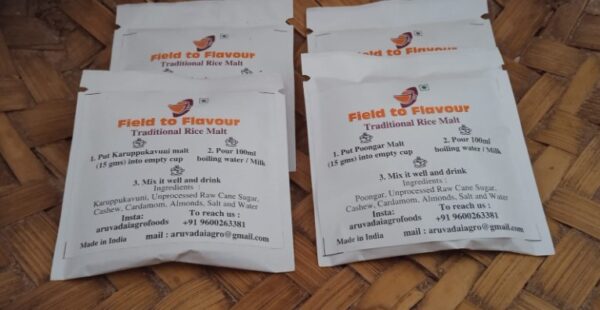 Field to Flavour
Traditional Rice Malt
Field to Flavour
Field to Flavour
Traditional Rice Malt
1. Put Karuppukavuni malt
(15 gms) into empty cup
2. Pour 100ml
boiling water / Milk
3. Mix it well and drink
Ingredients
Karuppukavuni, Unprocessed Raw Cane Sugar,
Cashew, Cardamom, Almonds, Salt and Water
Insta:
aruvadaiagrofoods
To reach us :
+91 9600263381
Made in India
mail : aruvadaiagro@gmail.com
Field to Flavour
Traditional Rice Malt
1. Put Poongar Malt
(15 gms) into empty cup
2. Pour 100ml
boiling water / Milk
3. Mix it well and drink
Ingredients :
Poongar, Unprocessed Raw Cane Sugar,
Cashew, Cardamom, Almonds, Salt and Water
Insta:
aruvadaiagrofoods
To reach us :
+91 9600263381
Made in India
mail : aruvadaiagro@gmail.com